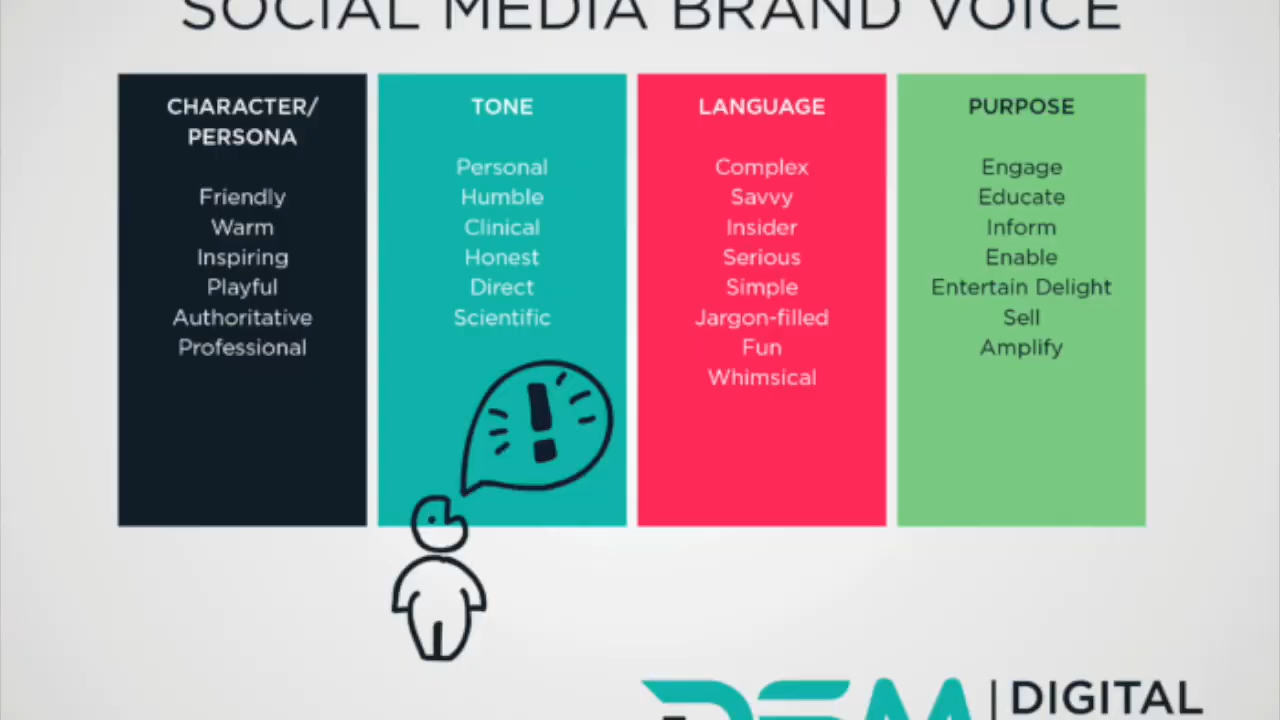 SOCIAL MEDIA BRAND VOICE
CHARACTER/
PERSONA
Friendly
Warm
Inspiring
Playful
Authoritative
Professional
TONE
Personal
Humble
Clinical
Honest
Direct
Scientific
!
LANGUAGE
Complex
Savvy
Insider
Serious
Simple
Jargon-filled
Fun
Whimsical
PURPOSE
Engage
Educate
Inform
Enable
Entertain Delight
Sell
Amplify
DSM | DIGITAL